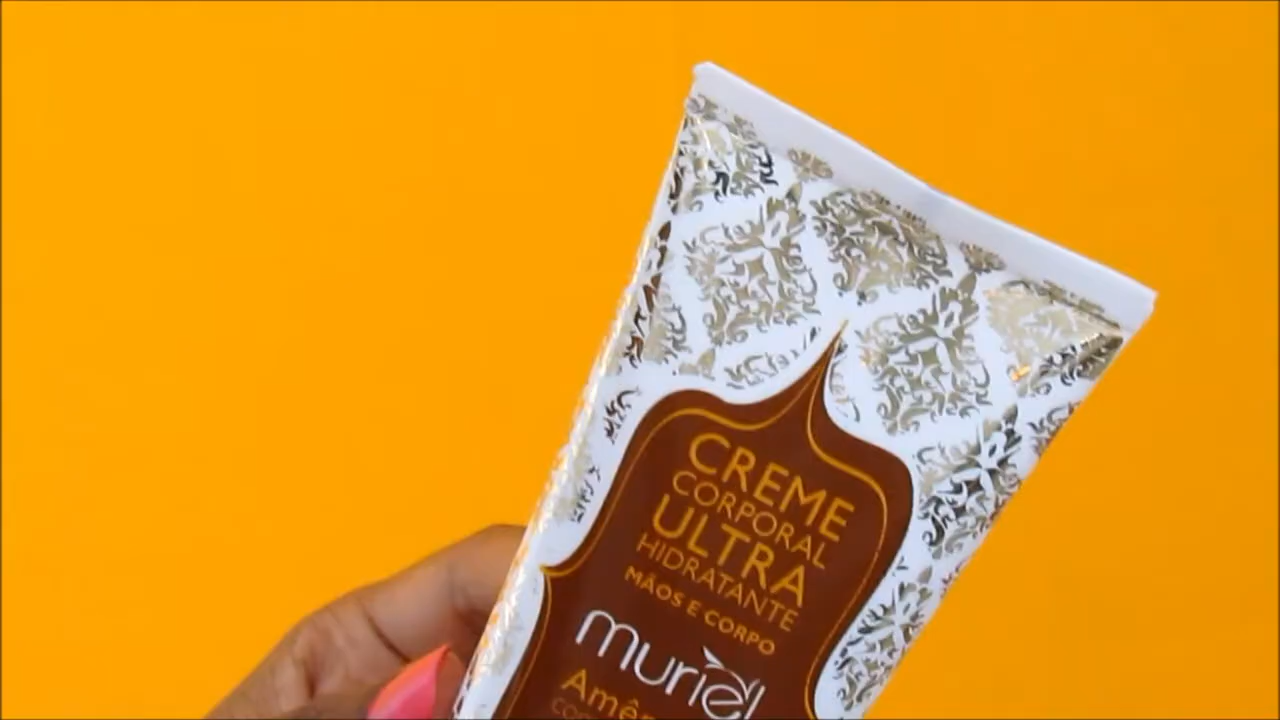 CREME
CORPORAL
ULTRA
HIDRATANTE
MÃOS E CORPO
muriel